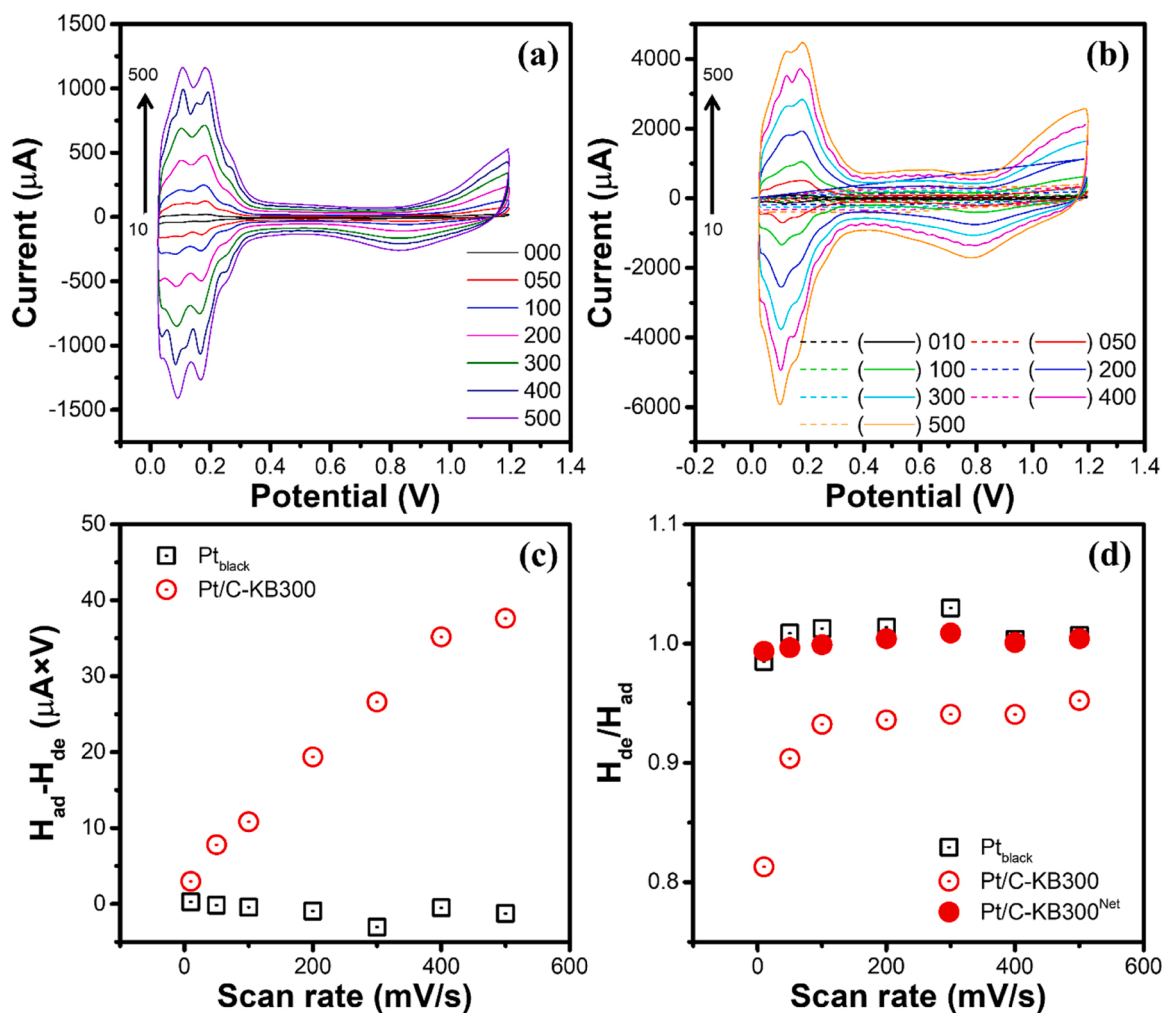 (a)
1500
1000
500
0
-500
-1000
-1500
Current (μA)
500
10
000
050
100
200
300
400
500
0.0 0.2 0.4 0.6 0.8 1.0 1.2 1.4
Potential (V)
(b)
4000
2000
0
-2000
-4000
-6000
Current (μA)
500
10
( ) 010 ( ) 050
( ) 100 ( ) 200
( ) 300 ( ) 400
( ) 500
-0.2 0.0 0.2 0.4 0.6 0.8 1.0 1.2 1.4
Potential (V)
(c)
50
40
30
20
10
0
Had-Hde (μA×V)
Ptblack
Pt/C-KB300
0 200 400 600
Scan rate (mV/s)
(d)
1.1
1.0
0.9
0.8
Hde/Had
Ptblack
Pt/C-KB300
Pt/C-KB300Net
0 200 400 600
Scan rate (mV/s)